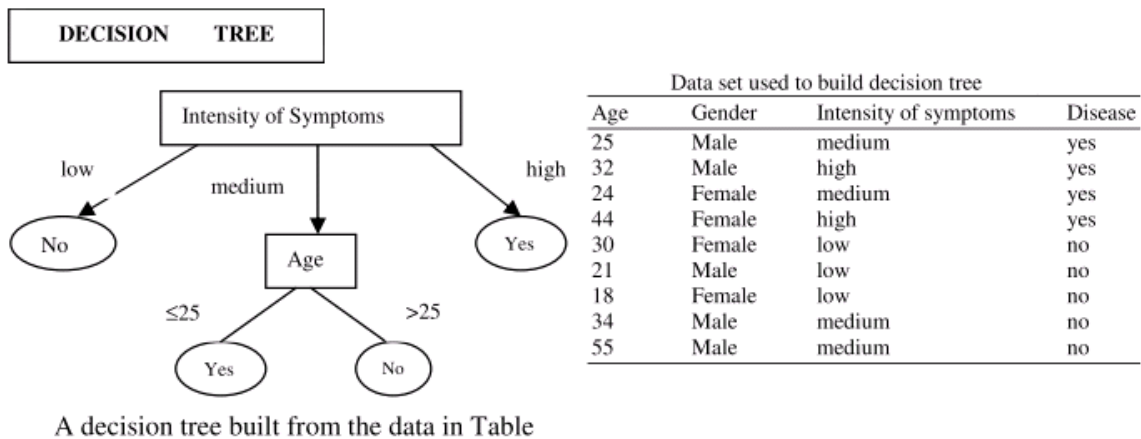 DECISION TREE
Intensity of Symptoms
low
medium
high
No
Age
Yes
≤25
>25
Yes
No
A decision tree built from the data in Table
Data set used to build decision tree
Age Gender Intensity of symptoms Disease
25 Male medium yes
32 Male high yes
24 Female medium yes
44 Female high yes
30 Female low no
21 Male low no
18 Female low no
34 Male medium no
55 Male medium no